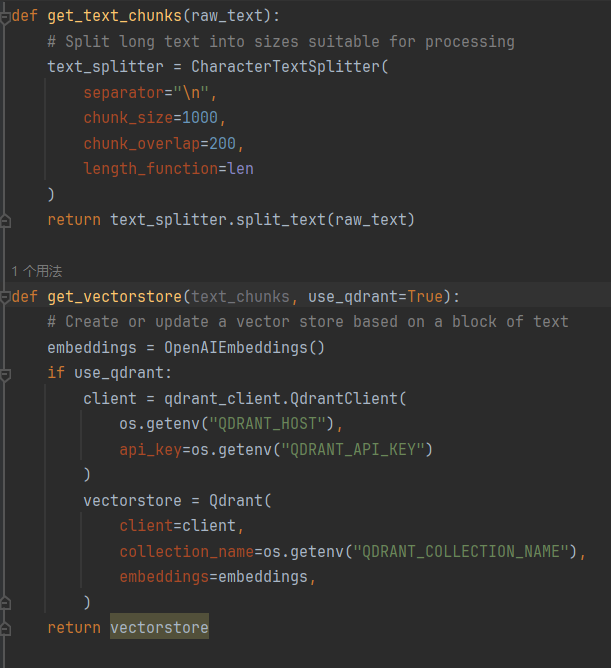 def get_text_chunks(raw_text):
    # Split long text into sizes suitable for processing
    text_splitter = CharacterTextSplitter(
        separator="\n",
        chunk_size=1000,
        chunk_overlap=200,
        length_function=len
    )
    return text_splitter.split_text(raw_text)
1 个用法
def get_vectorstore(text_chunks, use_qdrant=True):
    # Create or update a vector store based on a block of text
    embeddings = OpenAIEmbeddings()
    if use_qdrant:
        client = qdrant_client.QdrantClient(
            os.getenv("QDRANT_HOST"),
            api_key=os.getenv("QDRANT_API_KEY")
        )
        vectorstore = Qdrant(
            client=client,
            collection_name=os.getenv("QDRANT_COLLECTION_NAME"),
            embeddings=embeddings,
        )
    return vectorstore